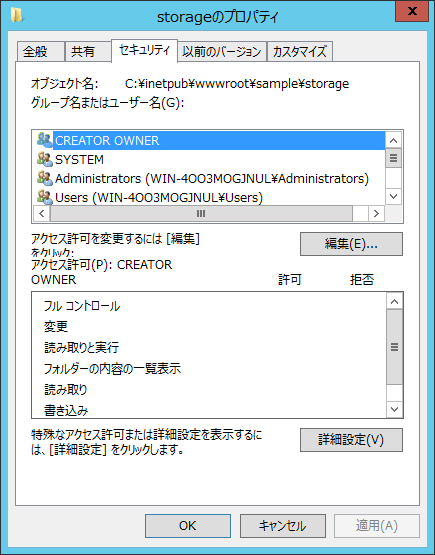 storageのプロパティ
全般 共有 セキュリティ 以前のバージョン カスタマイズ
オブジェクト名: C:¥inetpub¥wwwroot¥sample¥storage
グループ名またはユーザー名(G):
CREATOR OWNER
SYSTEM
Administrators (WIN-4OO3MOGJNUL¥Administrators)
Users (WIN-4OO3MOGJNUL¥Users)
アクセス許可を変更するには [編集]
をクリック:
編集(E)...
アクセス許可(P): CREATOR
OWNER 許可 拒否
フル コントロール
変更
読み取りと実行
フォルダーの内容の一覧表示
読み取り
書き込み
特殊なアクセス許可または詳細設定を表示するに
は、[詳細設定] をクリックします。
詳細設定(V)
OK キャンセル 適用(A)